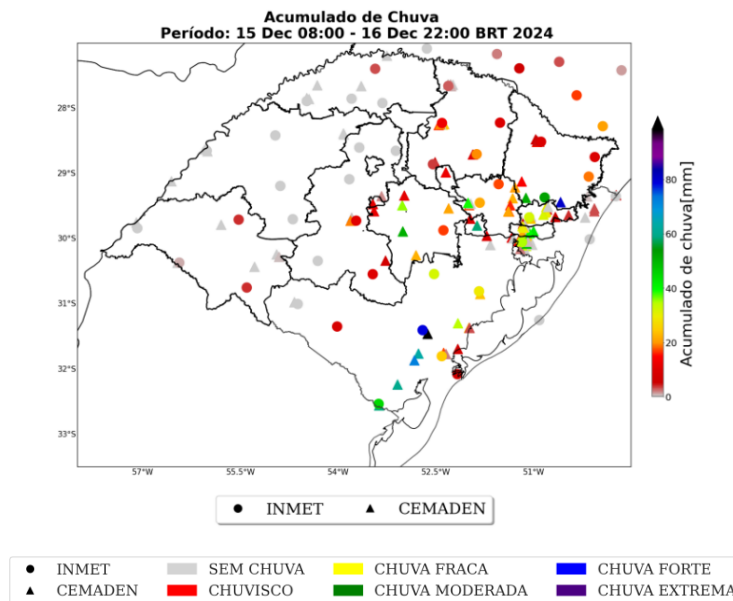 Acumulado de Chuva
Período: 15 Dec 08:00 - 16 Dec 22:00 BRT 2024
28°S
29°S
30°S
31°S
32°S
33°S
57°W
55.5°W
54°W
52.5°W
51°W
80
60
40
20
0
Acumulado de chuva[mm]
INMET
CEMADEN
INMET
SEM CHUVA
CHUVA FRACA
CHUVA FORTE
CEMADEN
CHUVISCO
CHUVA MODERADA
CHUVA EXTREMA